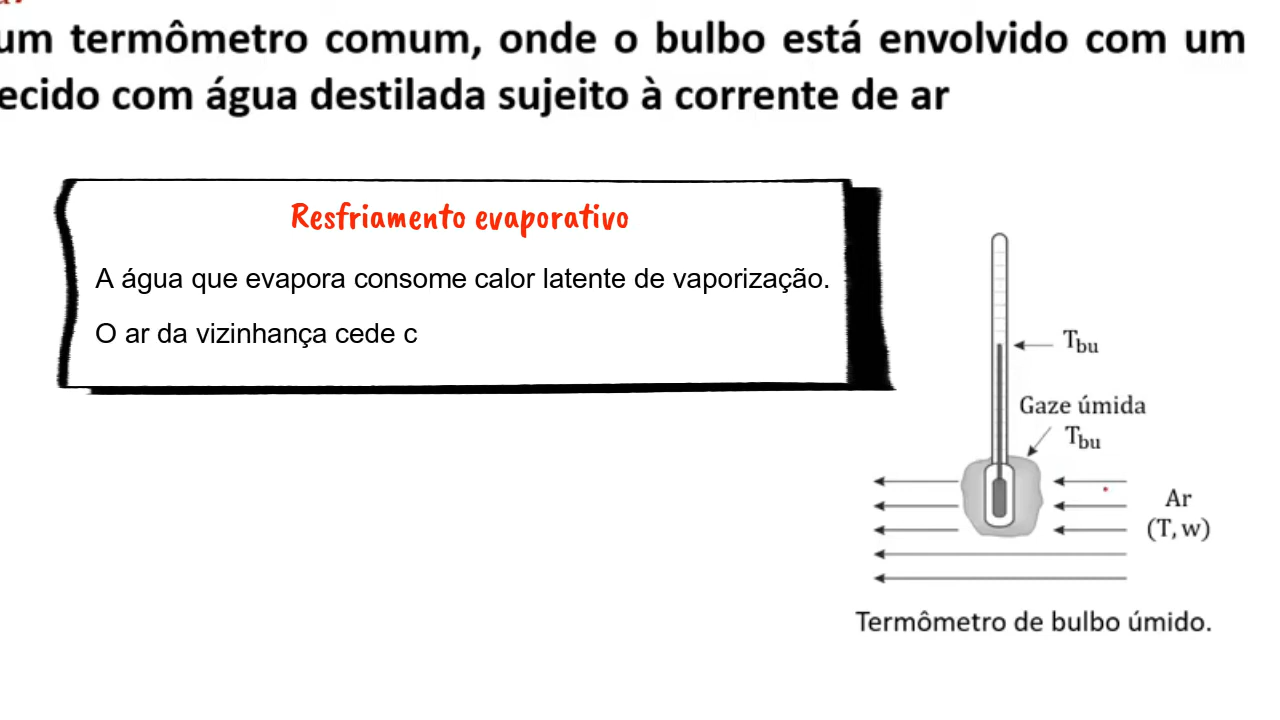 um termômetro comum, onde o bulbo está envolvido com um
ecido com água destilada sujeito à corrente de ar
Resfriamento evaporativo
A água que evapora consome calor latente de vaporização.
O ar da vizinhança cede c
Tbu
Gaze úmida
Tbu
Ar
(T, w)
Termômetro de bulbo úmido.